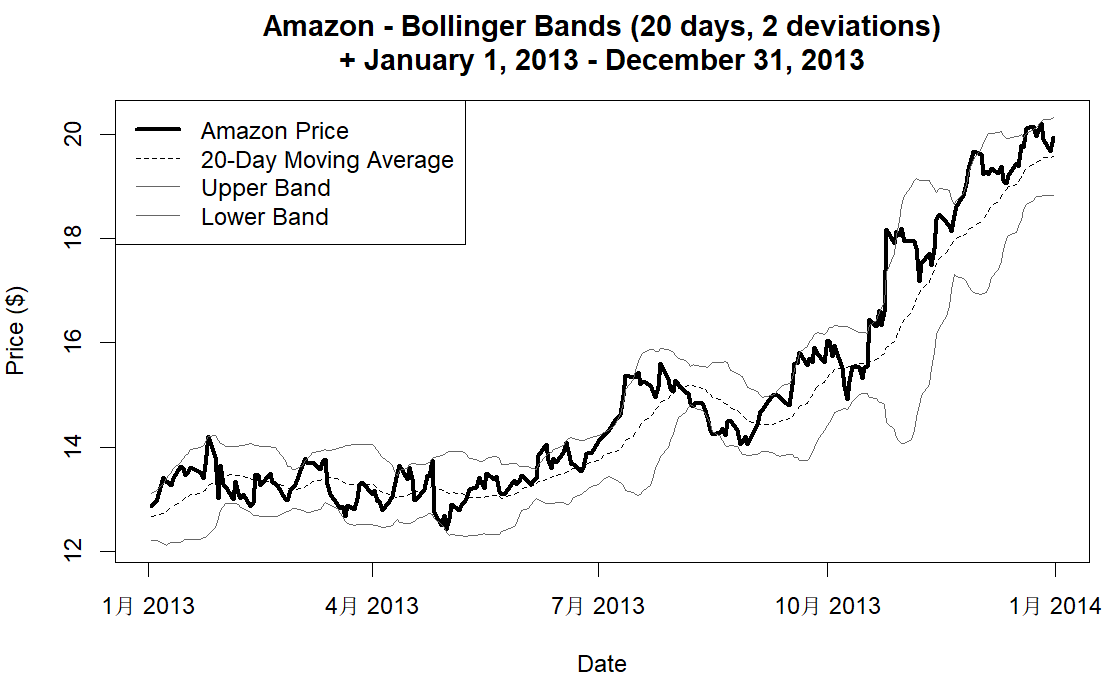 Amazon - Bollinger Bands (20 days, 2 deviations)
+ January 1, 2013 - December 31, 2013
Amazon Price
20-Day Moving Average
Upper Band
Lower Band
Price ($)
20
18
16
14
12
1月 2013
4月 2013
7月 2013
10月 2013
1月 2014
Date